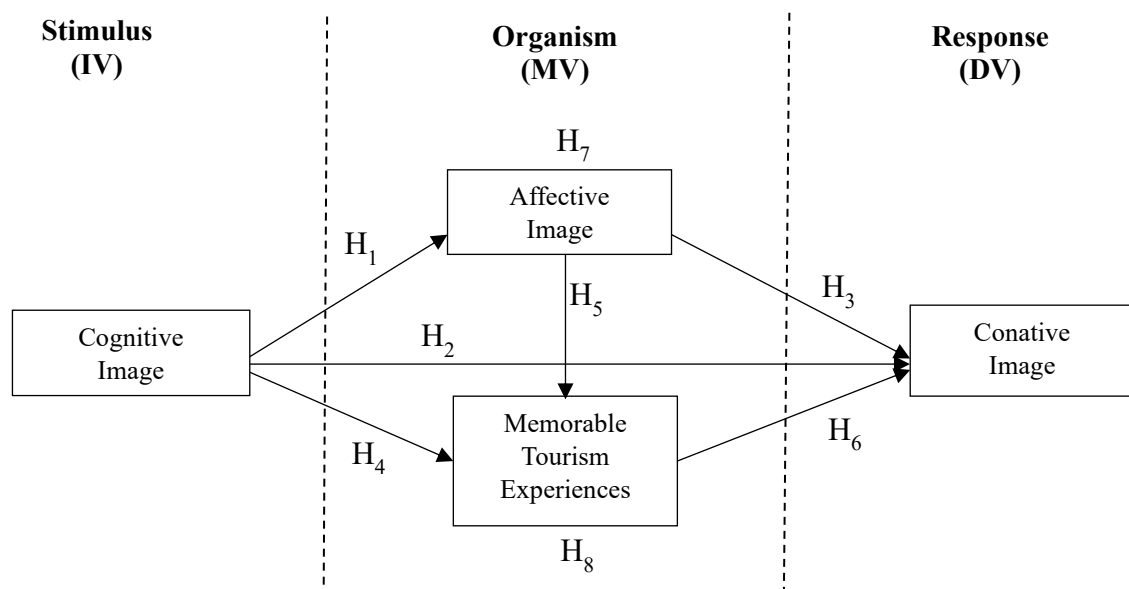 Stimulus
(IV)
Organism
(MV)
Response
(DV)
H₇
Affective
Image
H₁
H₅
H₃
Cognitive
Image
H₂
Conative
Image
H₄
Memorable
Tourism
Experiences
H₆
H₈